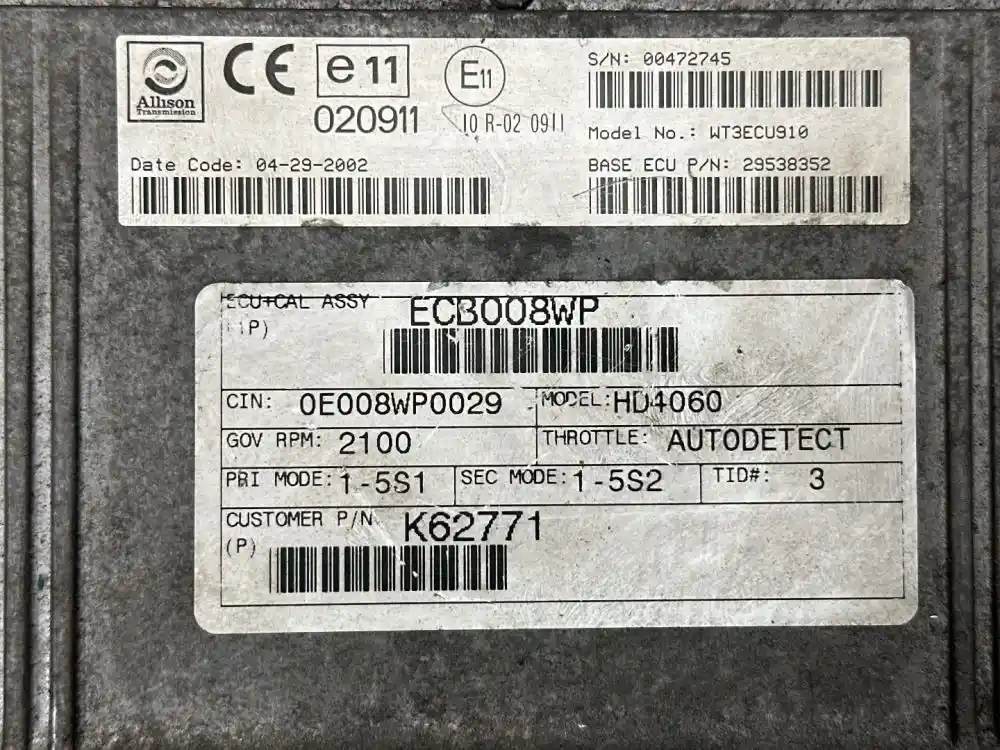 Allison
Transmission
CE
e11
020911
E11
10 R-02 0911
S/N: 00472745
Model No.: WT3ECU910
Date Code: 04-29-2002
BASE ECU P/N: 29538352
ECU+CAL ASSY ECB008WP
(1P)
CIN: 0E008WP0029 MODEL: HD4060
GOV RPM: 2100 THROTTLE: AUTODETECT
PRI MODE: 1-5S1 SEC MODE: 1-5S2 TID#: 3
CUSTOMER P/N K62771
(P)